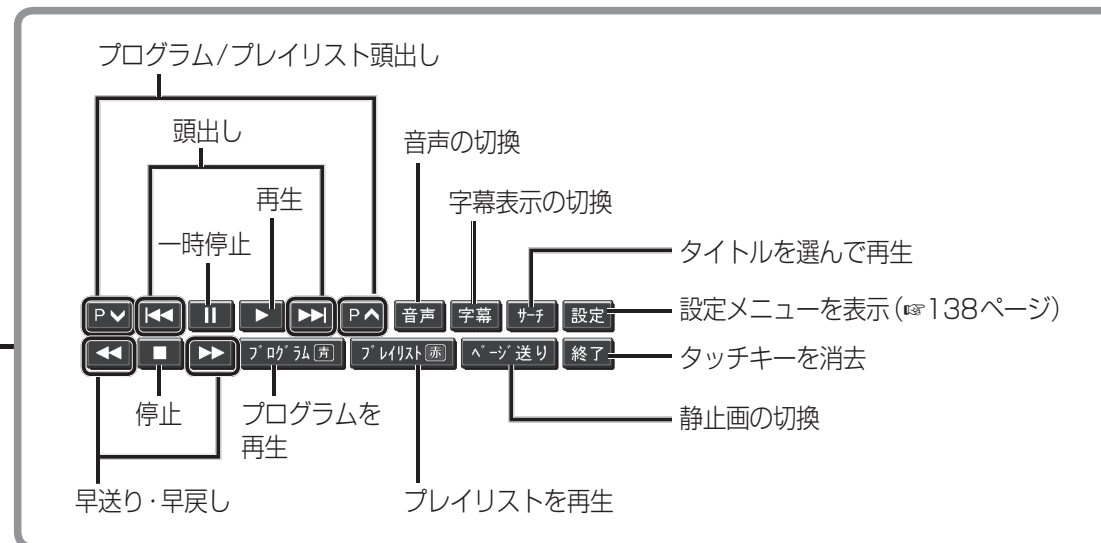 プログラム/プレイリスト頭出し
頭出し
音声の切換
再生
字幕表示の切換
一時停止
タイトルを選んで再生
P 音声 字幕 ｻｰﾁ 設定
P
設定メニューを表示(☞138ページ)
ﾌﾟﾛｸﾞﾗﾑ 青 ﾌﾟﾚｲﾘｽﾄ 赤 ﾍﾟｰｼﾞ送り 終了
タッチキーを消去
停止
プログラムを
再生
静止画の切換
早送り・早戻し
プレイリストを再生